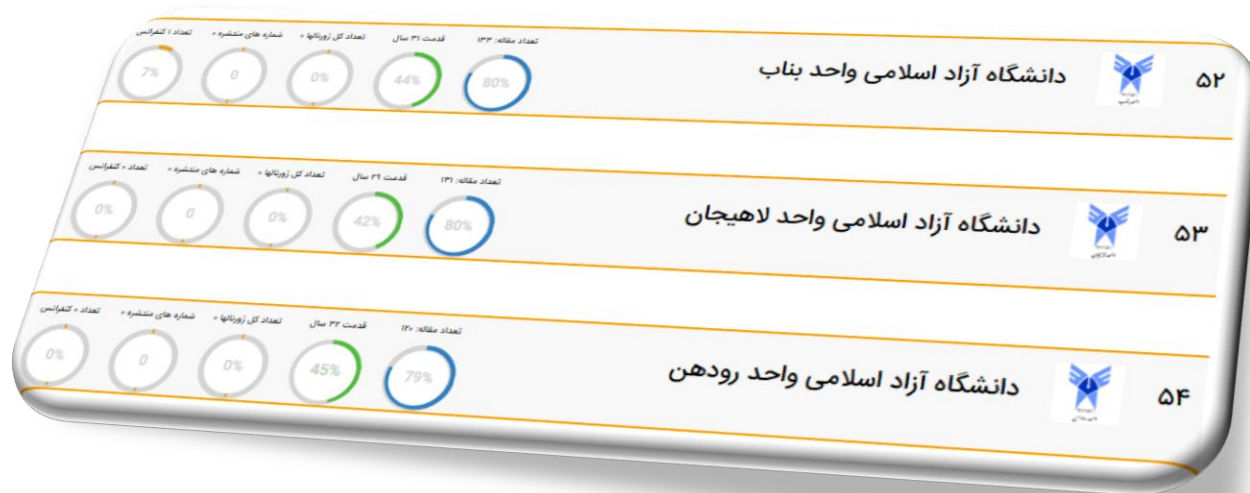 ۵۲
دانشگاه آزاد اسلامی واحد بناب
تعداد مقاله: ۱۳۳
80%
قدمت ۳۱ سال
44%
تعداد کل ژورنالها ۰
0%
شماره های منتشره ۰
0
تعداد ۱ کنفرانس
7%
۵۳
دانشگاه آزاد اسلامی واحد لاهیجان
تعداد مقاله: ۱۳۱
80%
قدمت ۲۹ سال
42%
تعداد کل ژورنالها ۰
0%
شماره های منتشره ۰
0
تعداد ۰ کنفرانس
0%
۵۴
دانشگاه آزاد اسلامی واحد رودهن
تعداد مقاله: ۱۲۰
79%
قدمت ۳۲ سال
45%
تعداد کل ژورنالها ۰
0%
شماره های منتشره ۰
0
تعداد ۰ کنفرانس
0%